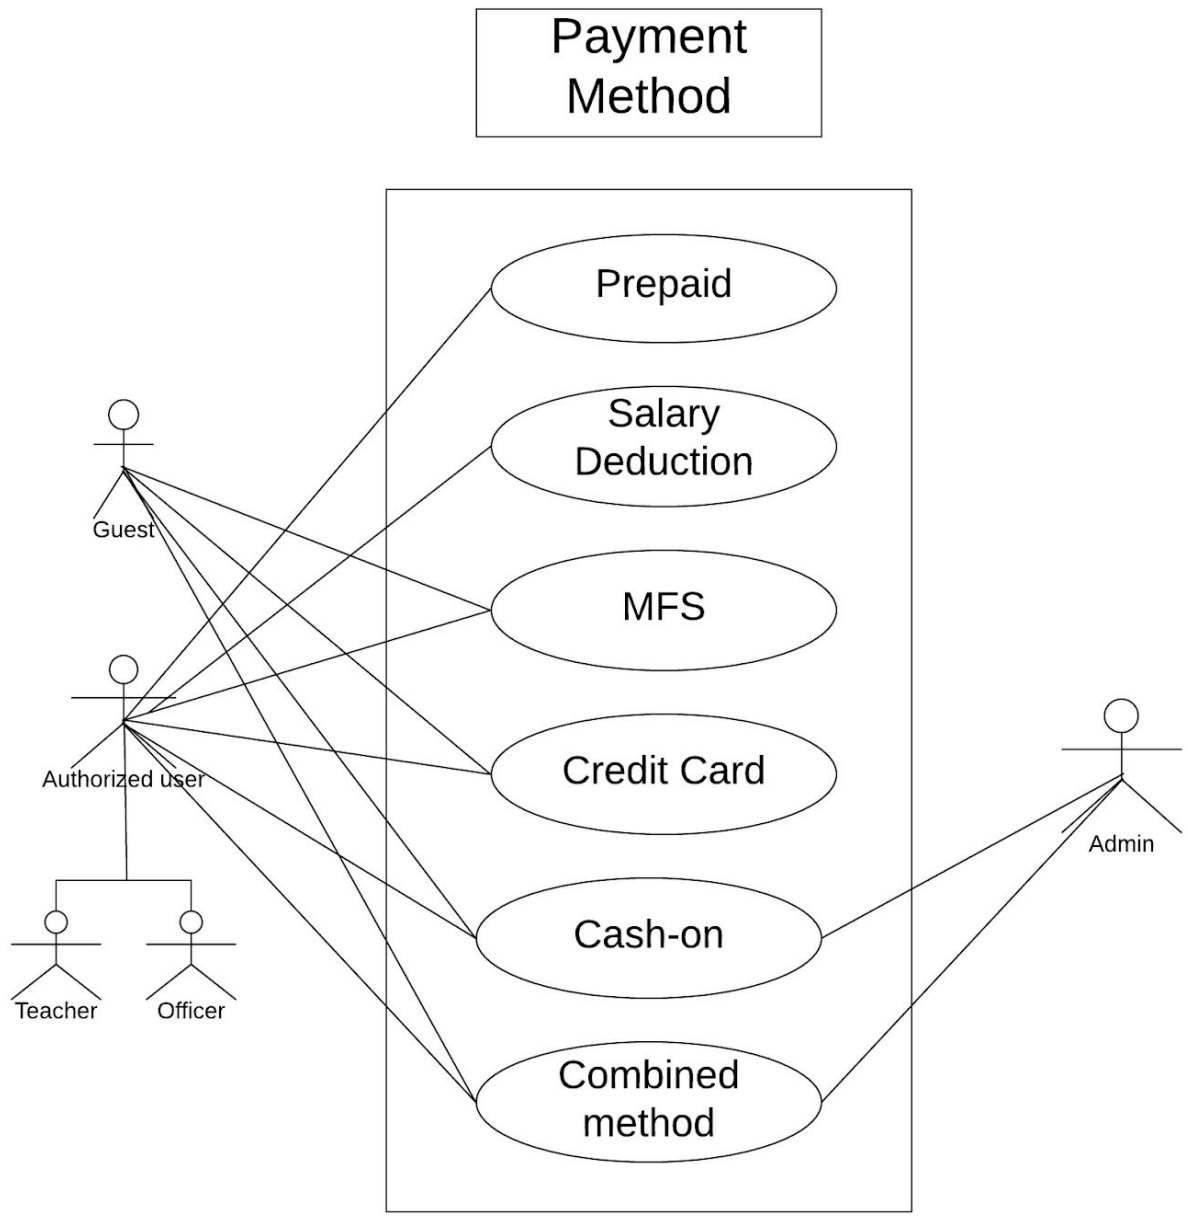 Payment
Method
Prepaid
Salary
Deduction
Guest
MFS
Authorized user
Credit Card
Admin
Cash-on
Teacher
Officer
Combined
method